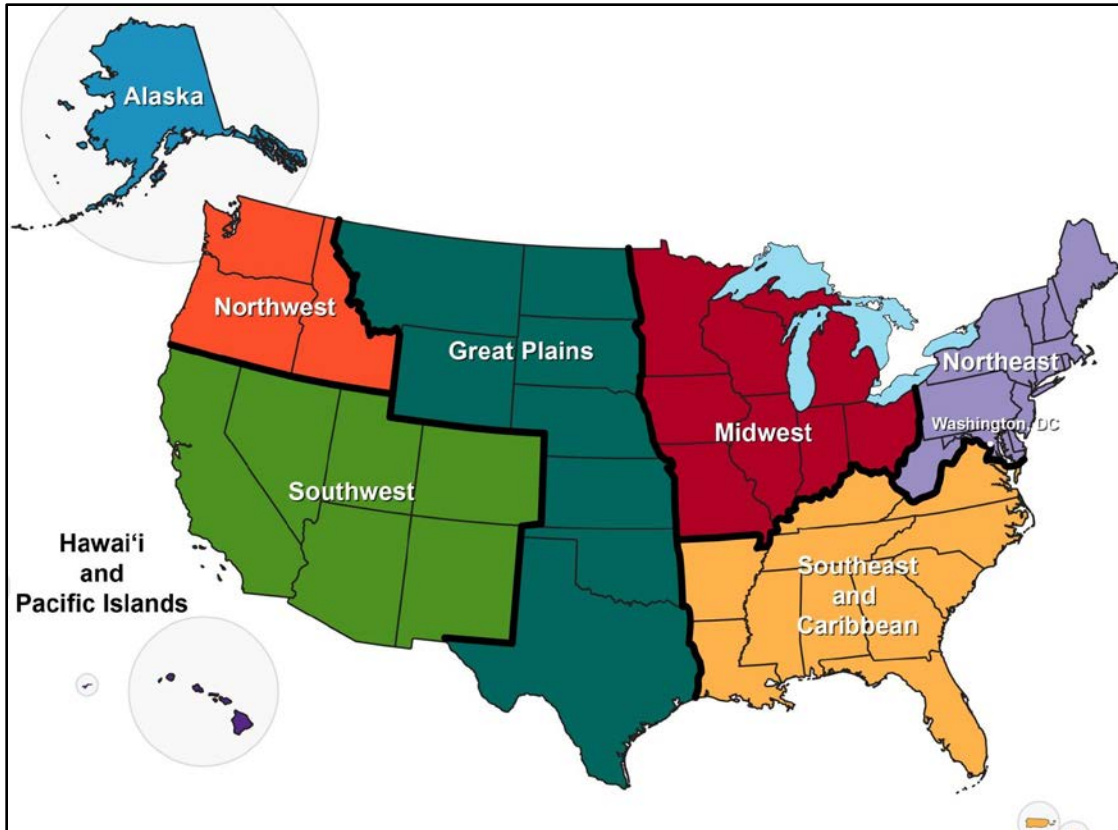 Alaska
Northwest
Great Plains
Northeast
Washington, DC
Midwest
Southwest
Hawai‘i
and
Pacific Islands
Southeast
and
Caribbean